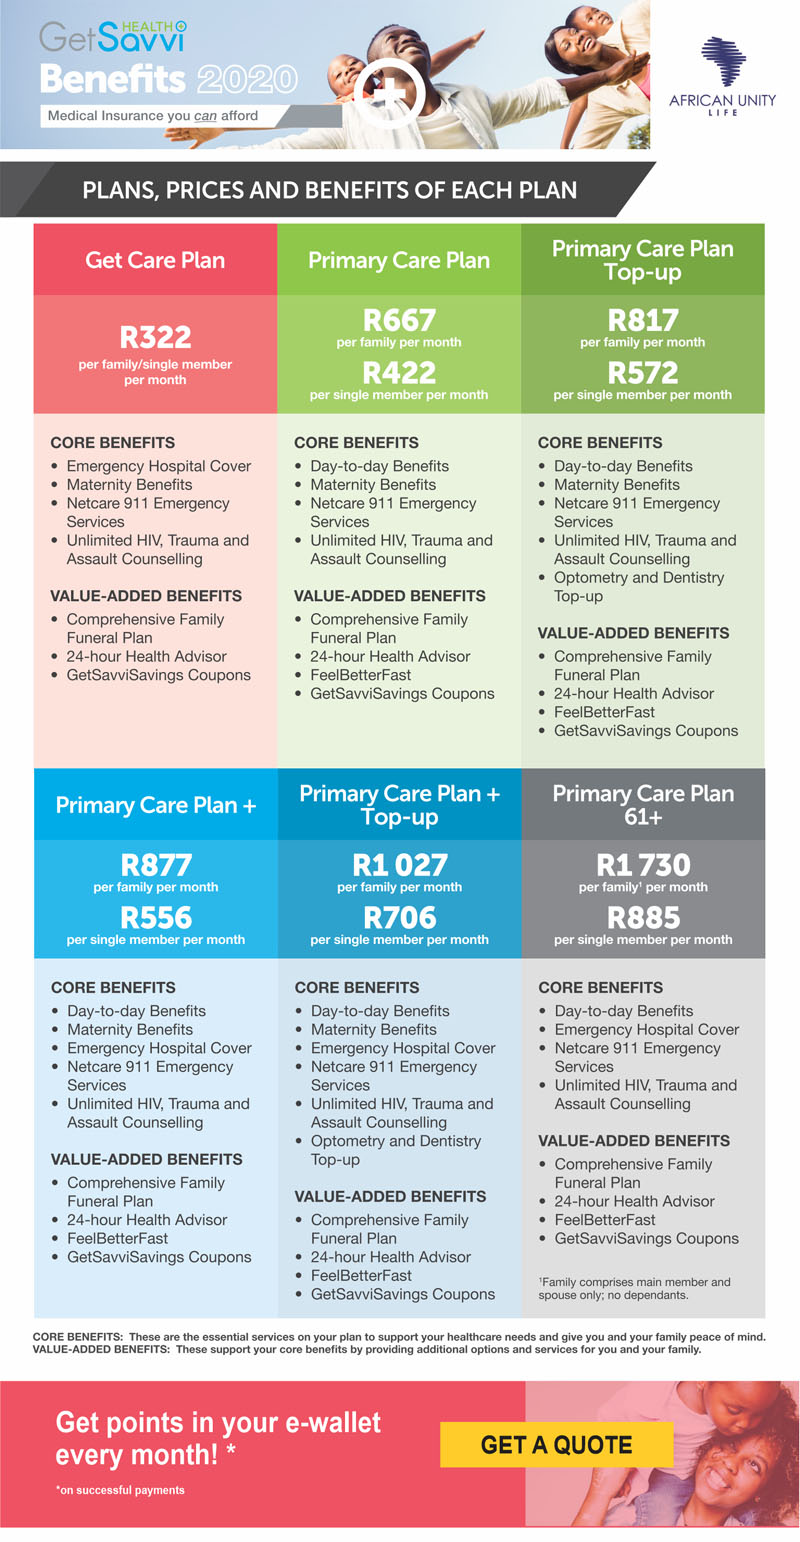 HEALTH
GetSavvi
Benefits 2020
Medical Insurance you can afford
AFRICAN UNITY
LIFE
PLANS, PRICES AND BENEFITS OF EACH PLAN
Get Care Plan
R322
per family/single member
per month
CORE BENEFITS
• Emergency Hospital Cover
• Maternity Benefits
• Netcare 911 Emergency
Services
• Unlimited HIV, Trauma and
Assault Counselling
VALUE-ADDED BENEFITS
• Comprehensive Family
Funeral Plan
• 24-hour Health Advisor
• GetSavviSavings Coupons
Primary Care Plan
R667
per family per month
R422
per single member per month
CORE BENEFITS
• Day-to-day Benefits
• Maternity Benefits
• Netcare 911 Emergency
Services
• Unlimited HIV, Trauma and
Assault Counselling
VALUE-ADDED BENEFITS
• Comprehensive Family
Funeral Plan
• 24-hour Health Advisor
• FeelBetterFast
• GetSavviSavings Coupons
Primary Care Plan
Top-up
R817
per family per month
R572
per single member per month
CORE BENEFITS
• Day-to-day Benefits
• Maternity Benefits
• Netcare 911 Emergency
Services
• Unlimited HIV, Trauma and
Assault Counselling
• Optometry and Dentistry
Top-up
VALUE-ADDED BENEFITS
• Comprehensive Family
Funeral Plan
• 24-hour Health Advisor
• FeelBetterFast
• GetSavviSavings Coupons
Primary Care Plan +
R877
per family per month
R556
per single member per month
CORE BENEFITS
• Day-to-day Benefits
• Maternity Benefits
• Emergency Hospital Cover
• Netcare 911 Emergency
Services
• Unlimited HIV, Trauma and
Assault Counselling
VALUE-ADDED BENEFITS
• Comprehensive Family
Funeral Plan
• 24-hour Health Advisor
• FeelBetterFast
• GetSavviSavings Coupons
Primary Care Plan +
Top-up
R1 027
per family per month
R706
per single member per month
CORE BENEFITS
• Day-to-day Benefits
• Maternity Benefits
• Emergency Hospital Cover
• Netcare 911 Emergency
Services
• Unlimited HIV, Trauma and
Assault Counselling
• Optometry and Dentistry
Top-up
VALUE-ADDED BENEFITS
• Comprehensive Family
Funeral Plan
• 24-hour Health Advisor
• FeelBetterFast
• GetSavviSavings Coupons
Primary Care Plan
61+
R1 730
per family¹ per month
R885
per single member per month
CORE BENEFITS
• Day-to-day Benefits
• Emergency Hospital Cover
• Netcare 911 Emergency
Services
• Unlimited HIV, Trauma and
Assault Counselling
VALUE-ADDED BENEFITS
• Comprehensive Family
Funeral Plan
• 24-hour Health Advisor
• FeelBetterFast
• GetSavviSavings Coupons
¹Family comprises main member and
spouse only; no dependants.
CORE BENEFITS: These are the essential services on your plan to support your healthcare needs and give you and your family peace of mind.
VALUE-ADDED BENEFITS: These support your core benefits by providing additional options and services for you and your family.
Get points in your e-wallet
every month! *
*on successful payments
GET A QUOTE